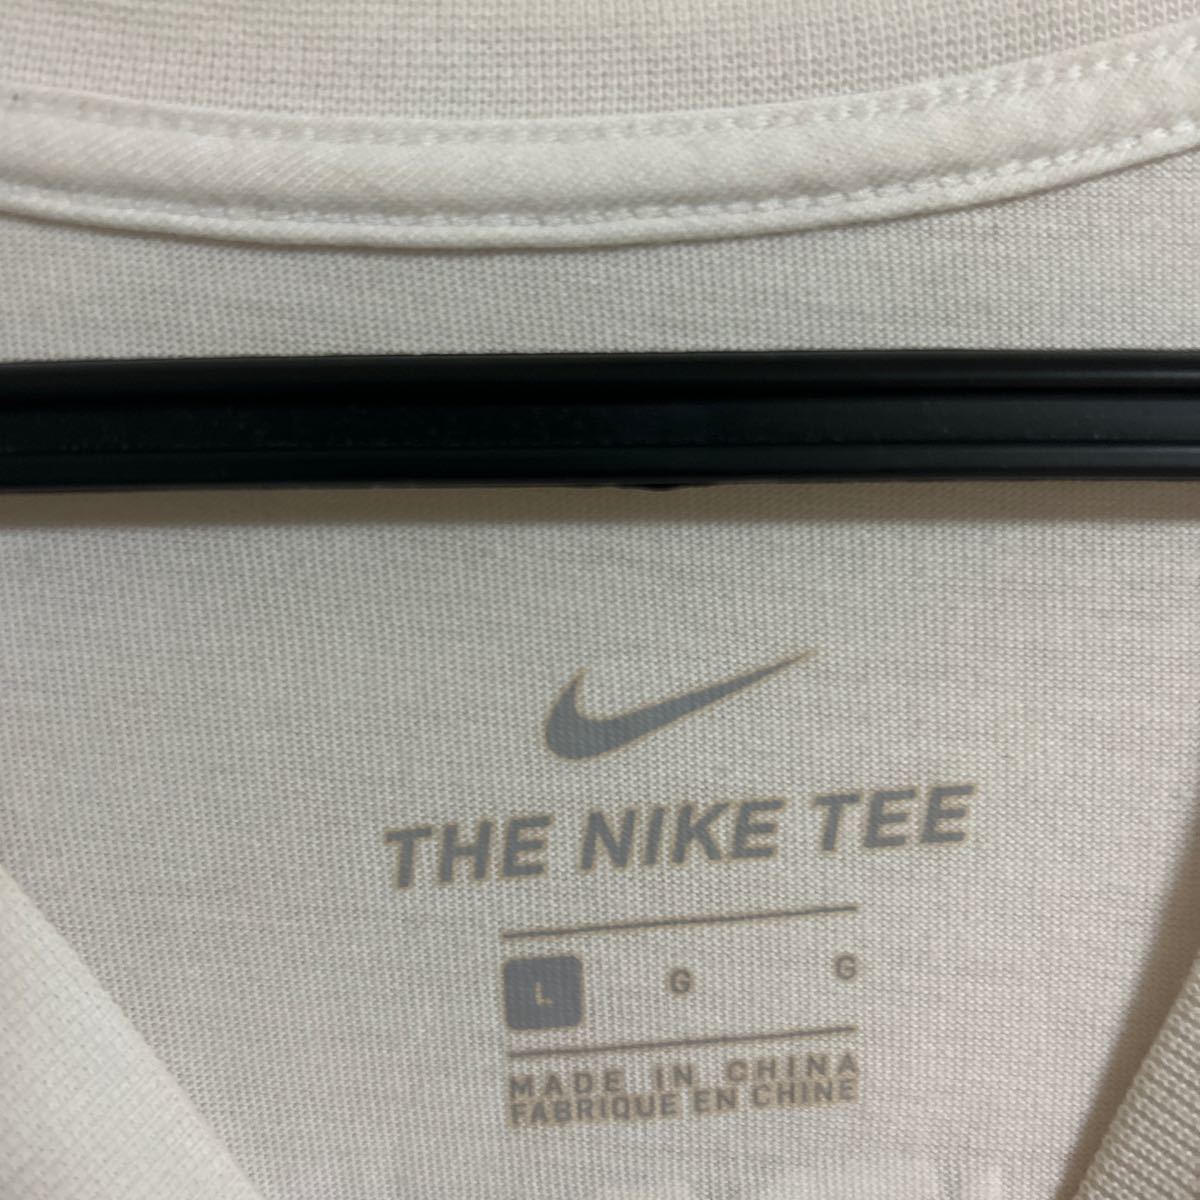 THE NIKE TEE
L G G
MADE IN CHINA
FABRIQUE EN CHINE